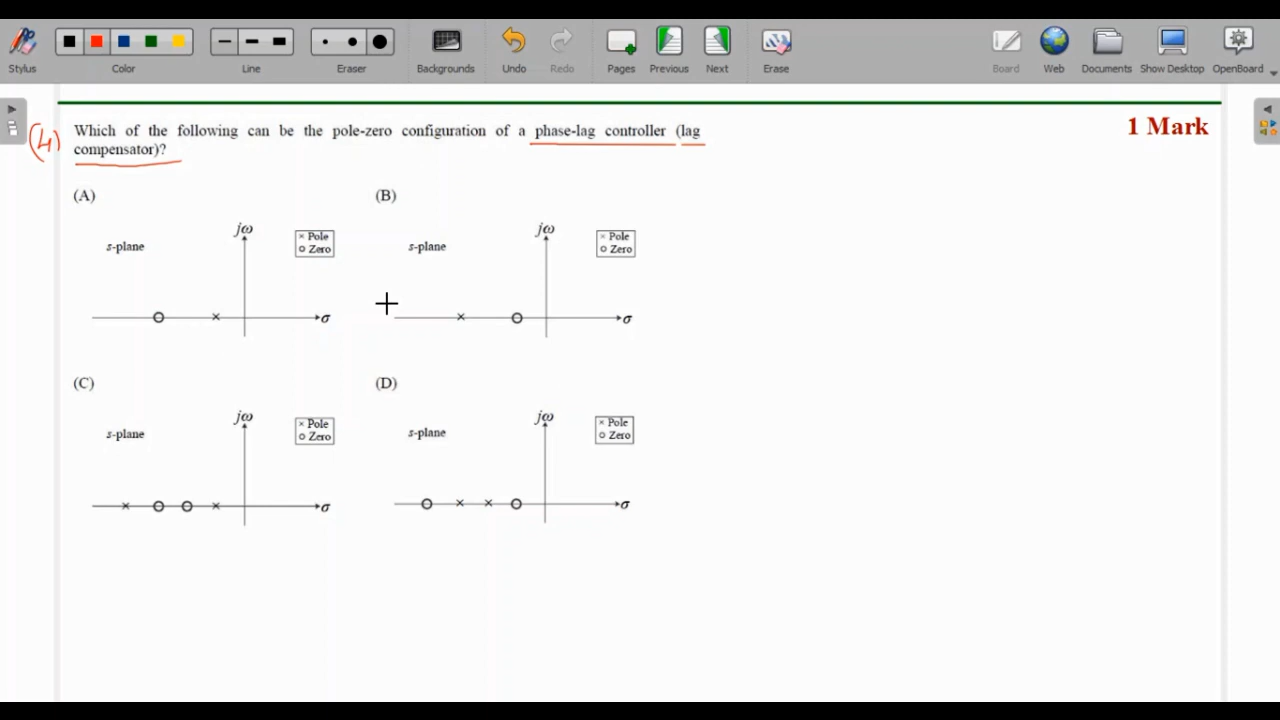 Stylus
Color
Line
Eraser
Backgrounds
Undo
Redo
Pages
Previous
Next
Erase
Board
Web
Documents
Show Desktop
OpenBoard
(4) Which of the following can be the pole-zero configuration of a phase-lag controller (lag
compensator)?
1 Mark
(A)
jω
s-plane
× Pole
o Zero
σ
(B)
jω
s-plane
× Pole
o Zero
σ
(C)
jω
s-plane
× Pole
o Zero
σ
(D)
jω
s-plane
× Pole
o Zero
σ